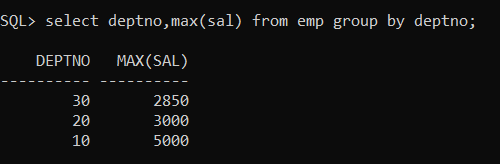 SQL> select deptno,max(sal) from emp group by deptno;
DEPTNO MAX(SAL)
---------- ----------
30 2850
20 3000
10 5000